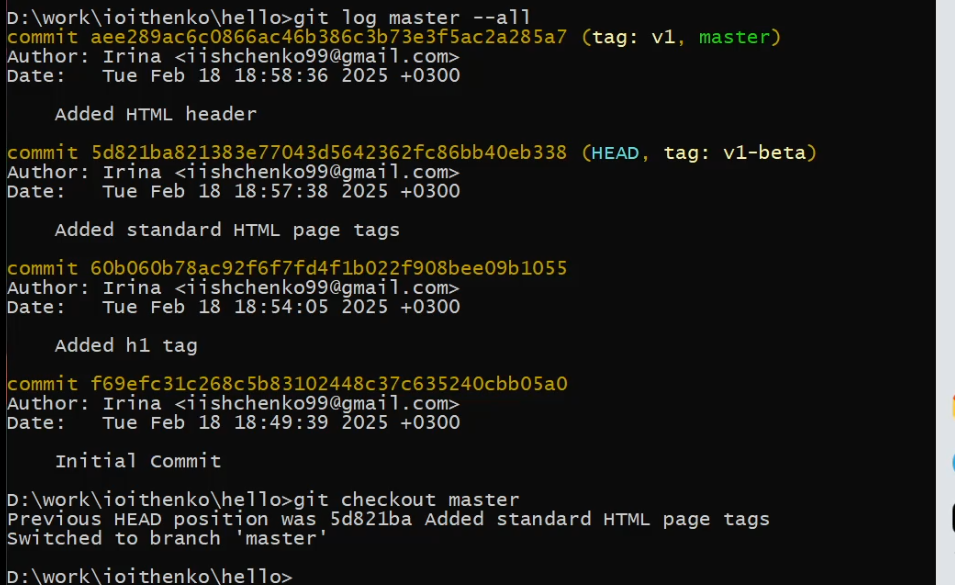 D:\work\ioithenko\hello>git log master --all
commit aee289ac6c0866ac46b386c3b73e3f5ac2a285a7 (tag: v1, master)
Author: Irina <iishchenko99@gmail.com>
Date:   Tue Feb 18 18:58:36 2025 +0300
    Added HTML header
commit 5d821ba821383e77043d5642362fc86bb40eb338 (HEAD, tag: v1-beta)
Author: Irina <iishchenko99@gmail.com>
Date:   Tue Feb 18 18:57:38 2025 +0300
    Added standard HTML page tags
commit 60b060b78ac92f6f7fd4f1b022f908bee09b1055
Author: Irina <iishchenko99@gmail.com>
Date:   Tue Feb 18 18:54:05 2025 +0300
    Added h1 tag
commit f69efc31c268c5b83102448c37c635240cbb05a0
Author: Irina <iishchenko99@gmail.com>
Date:   Tue Feb 18 18:49:39 2025 +0300
    Initial Commit
D:\work\ioithenko\hello>git checkout master
Previous HEAD position was 5d821ba Added standard HTML page tags
Switched to branch 'master'
D:\work\ioithenko\hello>